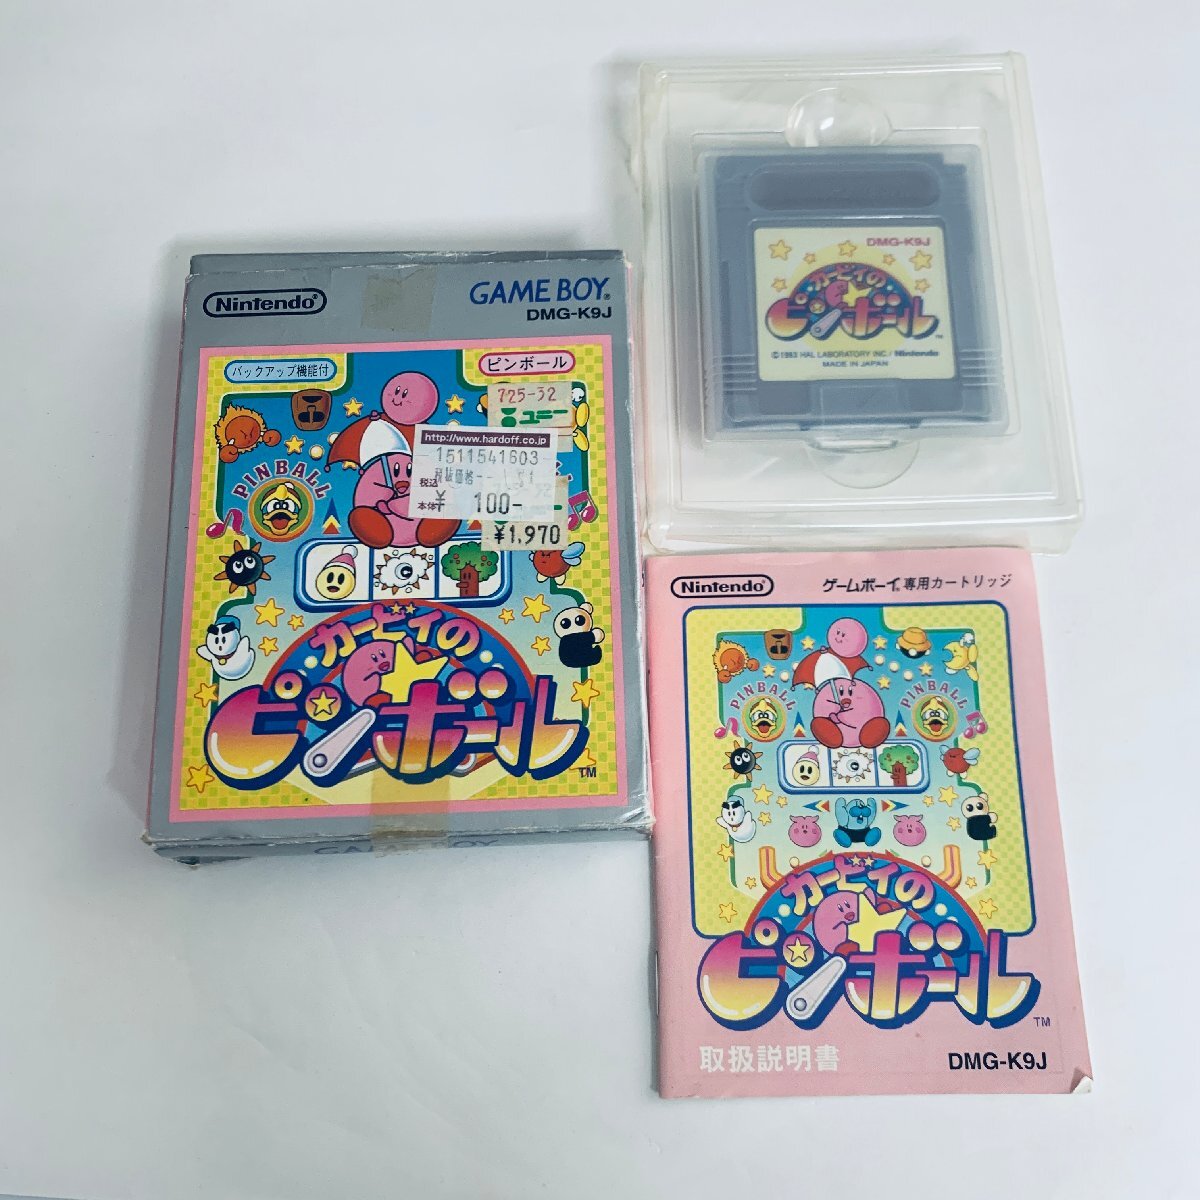 Nintendo
GAME BOY®
DMG-K9J
バックアップ機能付
ピンボール
725-32
ユニー
http://www.hardoff.co.jp
1511541603
税込
本体¥ 100-
¥1,970
PINBALL
カービィの
ピンボール
TM
GAME BOY
DMG-K9J
カービィの
ピンボール
TM
©1993 HAL LABORATORY INC./Nintendo
MADE IN JAPAN
Nintendo
ゲームボーイ®専用カートリッジ
PINBALL
PINBALL
カービィの
ピンボール
TM
取扱説明書
DMG-K9J